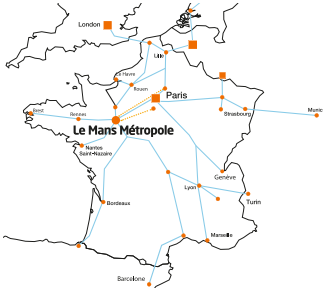 London
Lille
Le Havre
Rouen
Paris
Brest
Rennes
Strasbourg
Munic
Le Mans Métropole
Nantes
Saint-Nazaire
Genève
Lyon
Turin
Bordeaux
Marseille
Barcelone